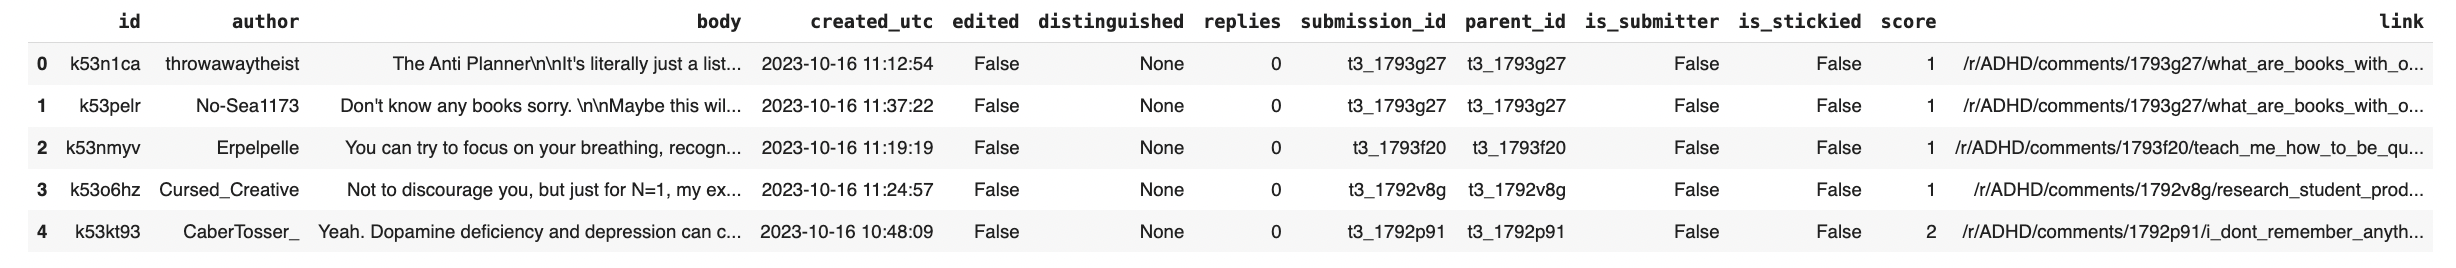 id author body created_utc edited distinguished replies submission_id parent_id is_submitter is_stickied score link
0 k53n1ca throwawaytheist The Anti Planner\n\nIt's literally just a list... 2023-10-16 11:12:54 False None 0 t3_1793g27 t3_1793g27 False False 1 /r/ADHD/comments/1793g27/what_are_books_with_o...
1 k53pelr No-Sea1173 Don't know any books sorry. \n\nMaybe this wil... 2023-10-16 11:37:22 False None 0 t3_1793g27 t3_1793g27 False False 1 /r/ADHD/comments/1793g27/what_are_books_with_o...
2 k53nmyv Erpelpelle You can try to focus on your breathing, recogn... 2023-10-16 11:19:19 False None 0 t3_1793f20 t3_1793f20 False False 1 /r/ADHD/comments/1793f20/teach_me_how_to_be_qu...
3 k53o6hz Cursed_Creative Not to discourage you, but just for N=1, my ex... 2023-10-16 11:24:57 False None 0 t3_1792v8g t3_1792v8g False False 1 /r/ADHD/comments/1792v8g/research_student_prod...
4 k53kt93 CaberTosser_ Yeah. Dopamine deficiency and depression can c... 2023-10-16 10:48:09 False None 0 t3_1792p91 t3_1792p91 False False 2 /r/ADHD/comments/1792p91/i_dont_remember_anyth...